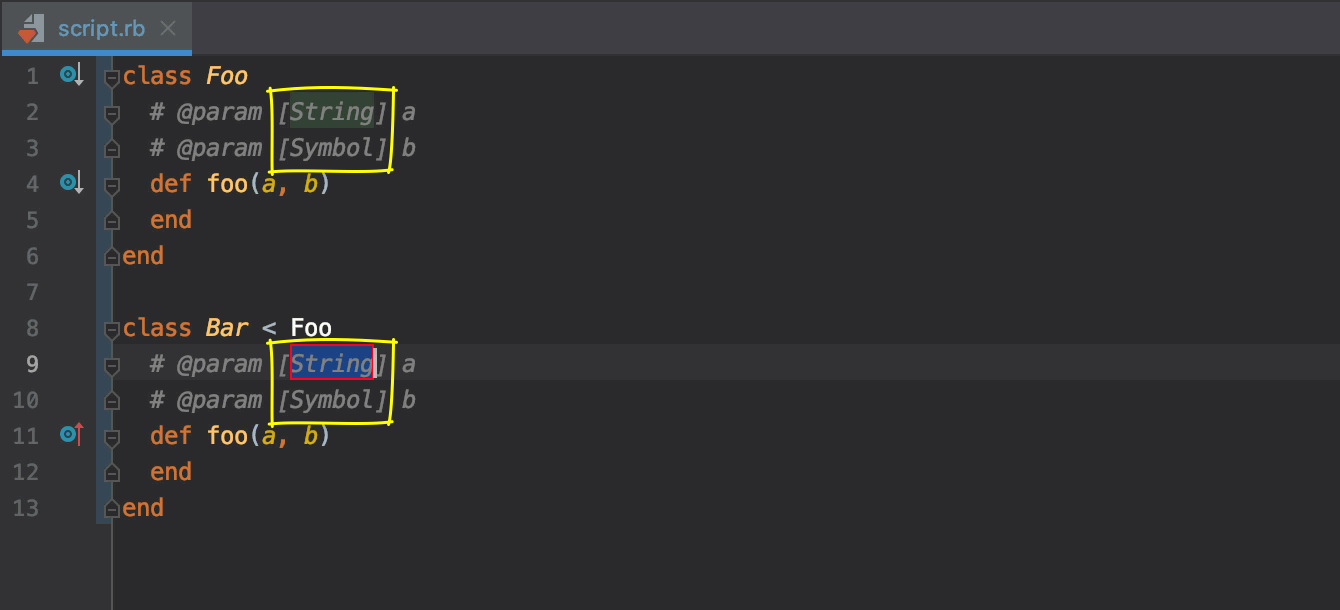 script.rb
1 class Foo
2 # @param [String] a
3 # @param [Symbol] b
4 def foo(a, b)
5 end
6 end
7
8 class Bar < Foo
9 # @param [String] a
10 # @param [Symbol] b
11 def foo(a, b)
12 end
13 end